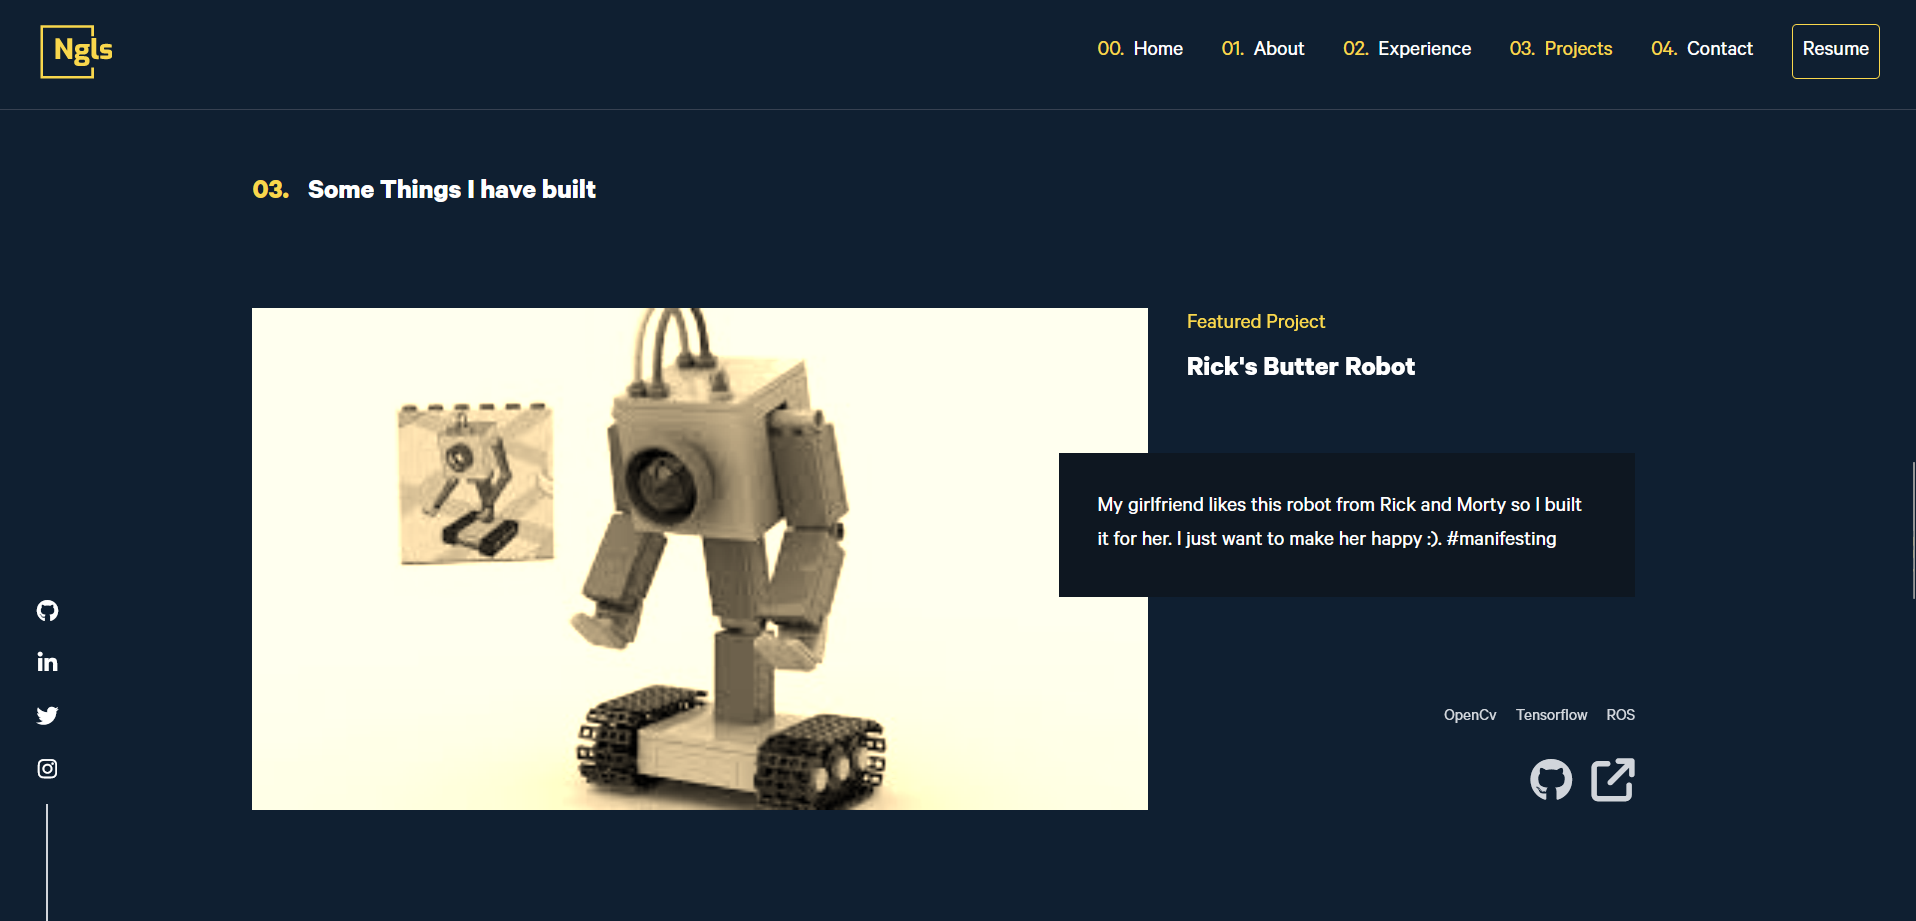 Ngls
00. Home 01. About 02. Experience 03. Projects 04. Contact Resume
03. Some Things I have built
Featured Project
Rick's Butter Robot
My girlfriend likes this robot from Rick and Morty so I built
it for her. I just want to make her happy :). #manifesting
OpenCv Tensorflow ROS